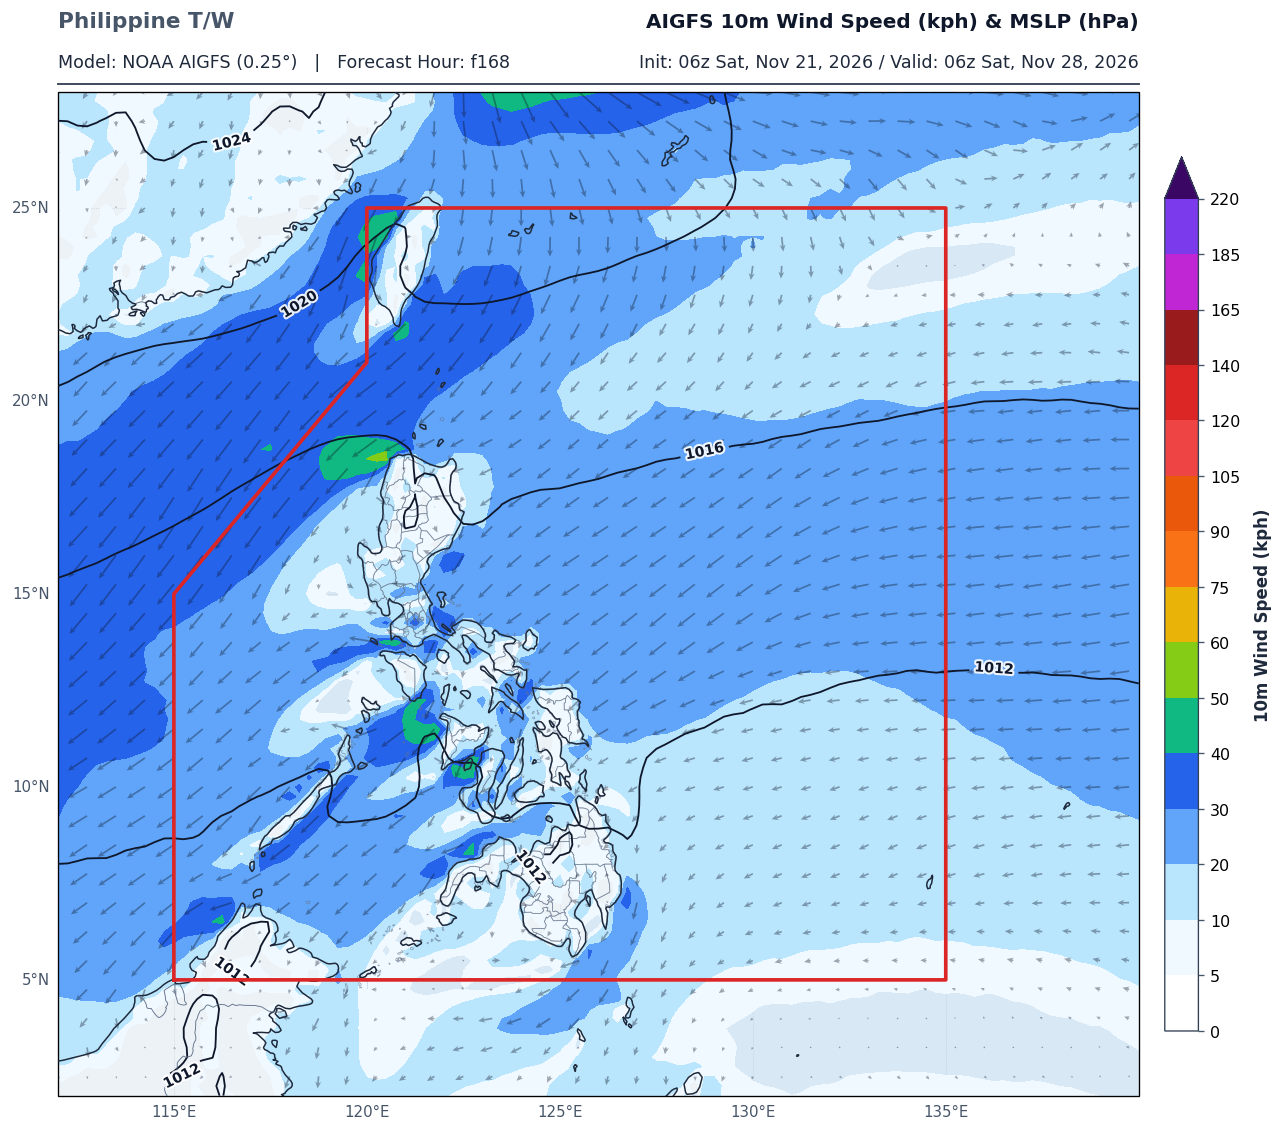 Philippine T/W
AIGFS 10m Wind Speed (kph) & MSLP (hPa)
Model: NOAA AIGFS (0.25°) | Forecast Hour: f168
Init: 06z Sat, Nov 21, 2026 / Valid: 06z Sat, Nov 28, 2026
1024
25°N
1020
20°N
1016
15°N
1012
10°N
1012
1012
5°N
1012
115°E
120°E
125°E
130°E
135°E
220
185
165
140
120
105
90
75
60
50
40
30
20
10
5
0
10m Wind Speed (kph)